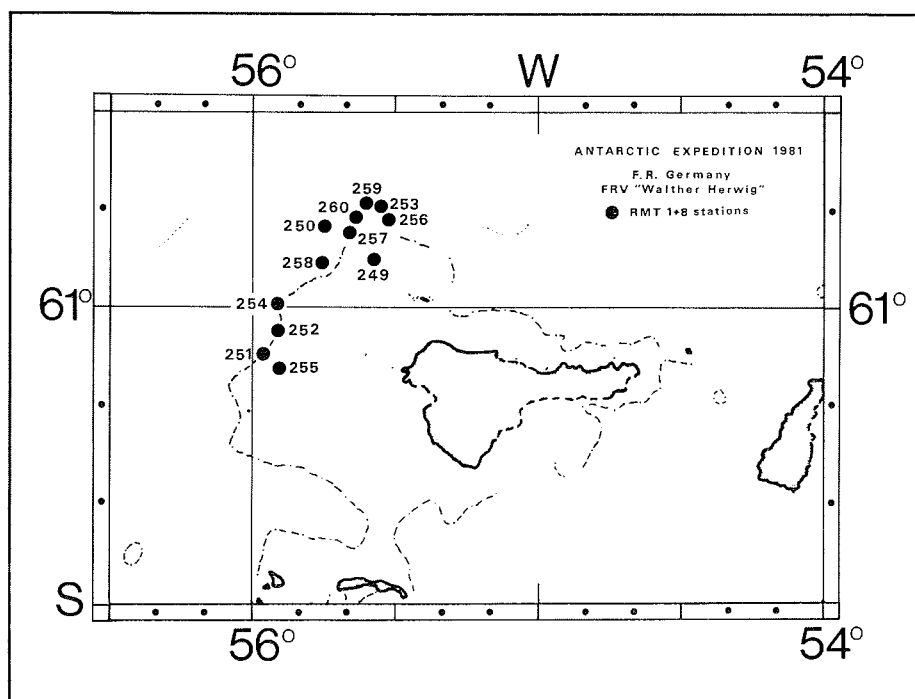 56° W 54°
ANTARCTIC EXPEDITION 1981
F.R. Germany
FRV "Walther Herwig"
RMT 1+8 stations
259
260 253
250 256
257
258 249
61° 254 61°
252
251
255
S
56° 54°